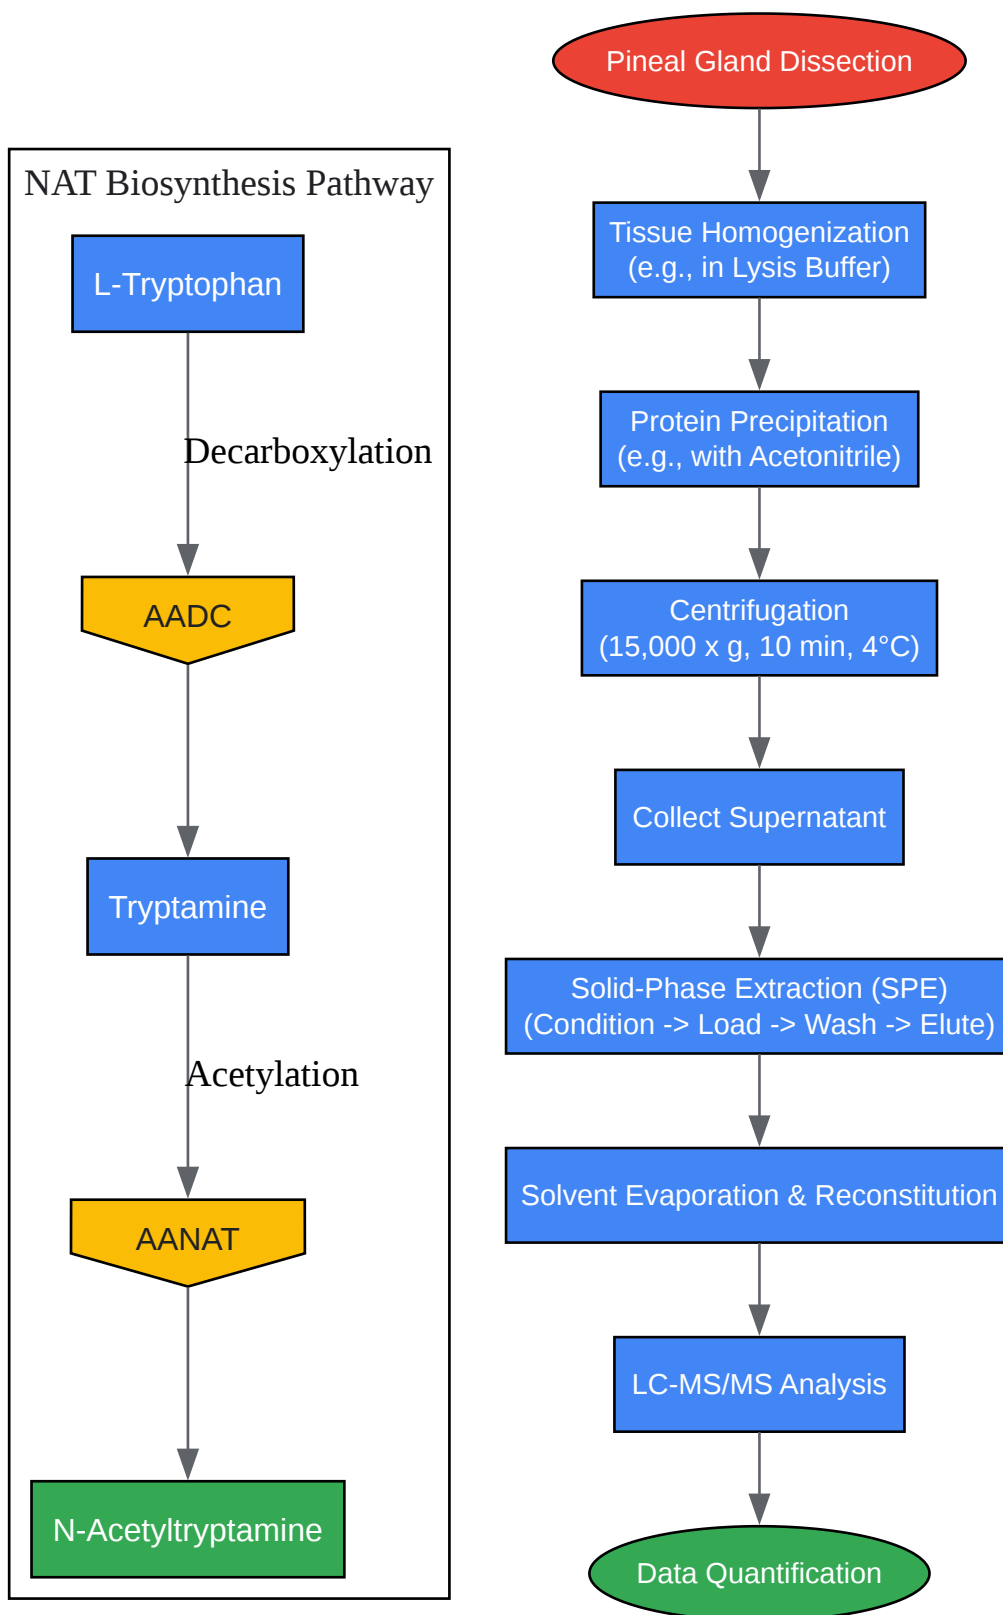 NAT Biosynthesis Pathway
L-Tryptophan
Decarboxylation
AADC
Tryptamine
Acetylation
AANAT
N-Acetyltryptamine
Pineal Gland Dissection
Tissue Homogenization
(e.g., in Lysis Buffer)
Protein Precipitation
(e.g., with Acetonitrile)
Centrifugation
(15,000 x g, 10 min, 4°C)
Collect Supernatant
Solid-Phase Extraction (SPE)
(Condition -> Load -> Wash -> Elute)
Solvent Evaporation & Reconstitution
LC-MS/MS Analysis
Data Quantification